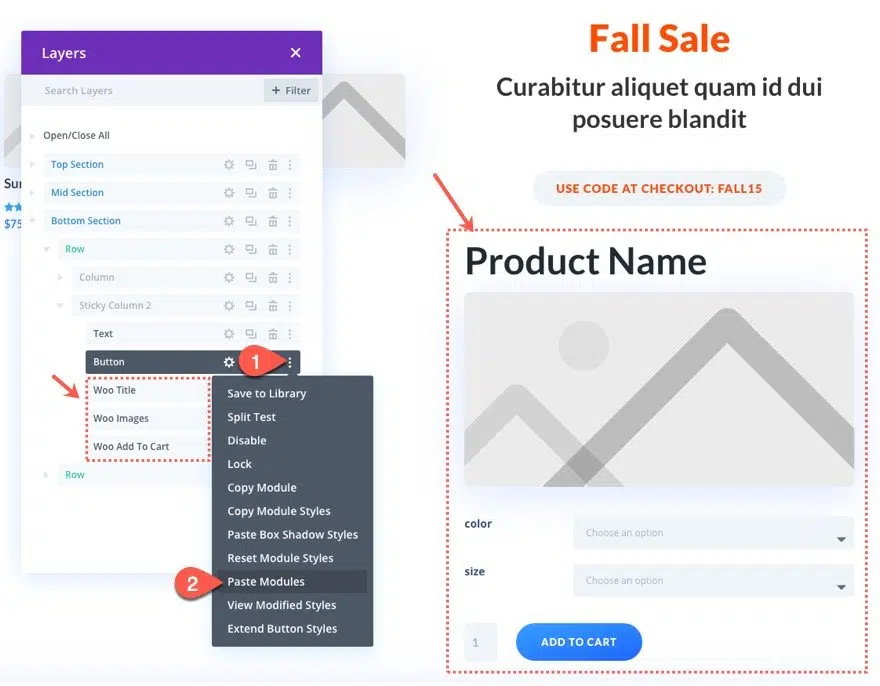 Layers
Search Layers
+ Filter
Open/Close All
Top Section
Mid Section
Bottom Section
Row
Column
Sticky Column 2
Text
Button
1
Woo Title
Woo Images
Woo Add To Cart
Row
Save to Library
Split Test
Disable
Lock
Copy Module
Copy Module Styles
Paste Box Shadow Styles
Reset Module Styles
2
Paste Modules
View Modified Styles
Extend Button Styles
$75
Fall Sale
Curabitur aliquet quam id dui
posuere blandit
USE CODE AT CHECKOUT: FALL15
Product Name
color
Choose an option
size
Choose an option
1
ADD TO CART